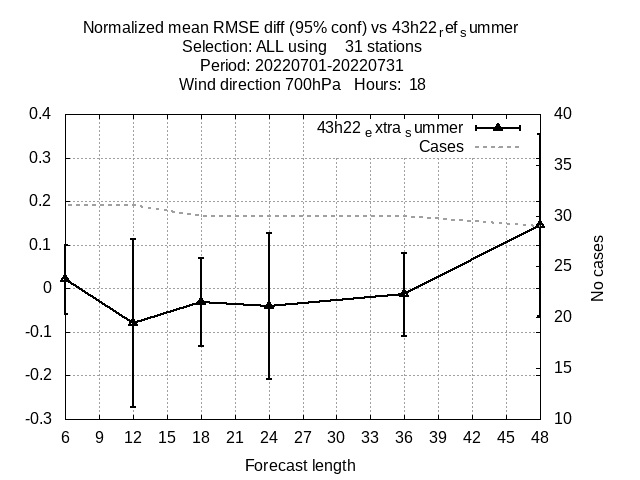 Normalized mean RMSE diff (95% conf) vs 43h22refsummer
Selection: ALL using 31 stations
Period: 20220701-20220731
Wind direction 700hPa Hours: 18
43h22extrasummer
Cases
0.4
0.3
0.2
0.1
0
-0.1
-0.2
-0.3
40
35
30
25
20
15
10
No cases
6 9 12 15 18 21 24 27 30 33 36 39 42 45 48
Forecast length